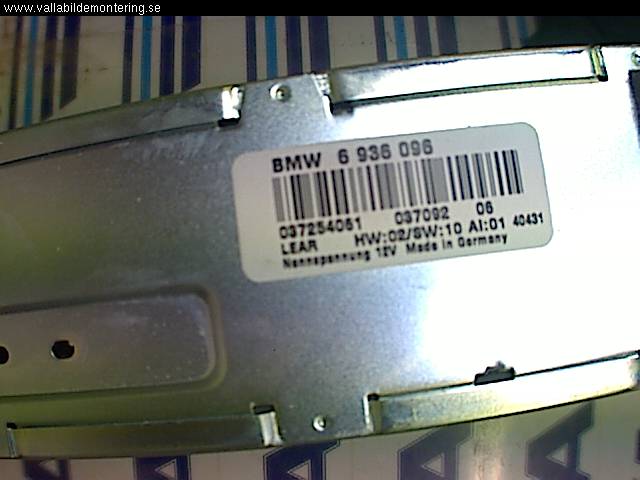 www.vallabildemontering.se
BMW 6 936 096
037254061 037092 06
LEAR HW:02/SW:10 AI:01 40431
Nennspannung 12V Made in Germany